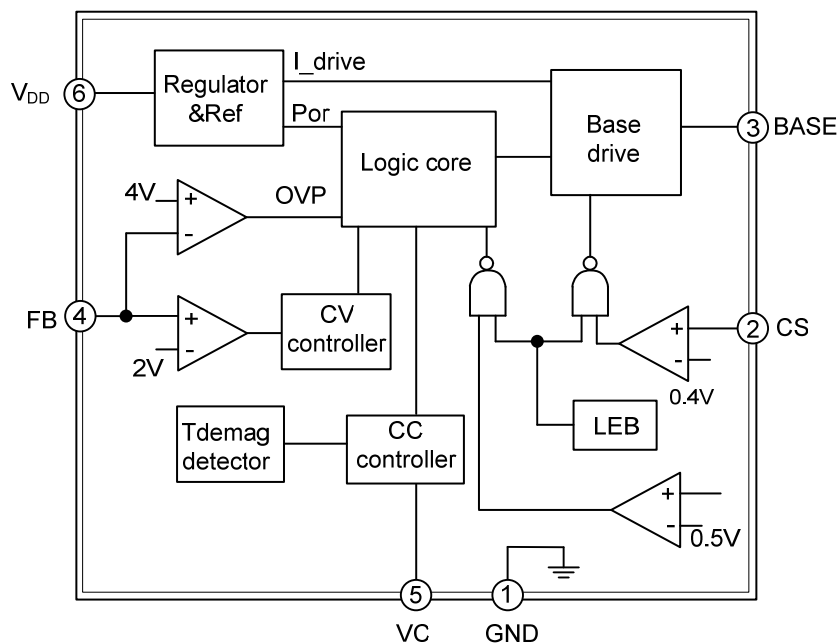 I_drive
VDD
6
Regulator
&Ref
Por
Base
drive
3
BASE
Logic core
4V
+
-
OVP
FB
4
+
-
2V
CV
controller
+
-
0.4V
2
CS
LEB
Tdemag
detector
CC
controller
+
-
0.5V
5
VC
1
GND